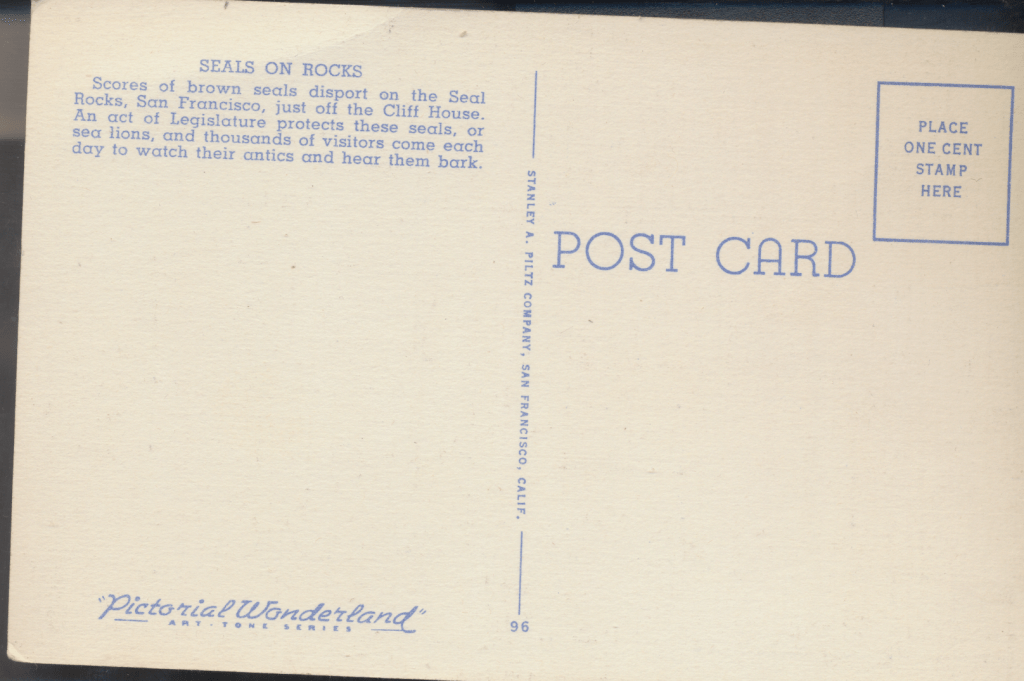 SEALS ON ROCKS
Scores of brown seals disport on the Seal
Rocks, San Francisco, just off the Cliff House.
An act of Legislature protects these seals, or
sea lions, and thousands of visitors come each
day to watch their antics and hear them bark.
"Pictorial Wonderland"
ART-TONE SERIES
STANLEY A. PILTZ COMPANY, SAN FRANCISCO, CALIF.
96
POST CARD
PLACE
ONE CENT
STAMP
HERE